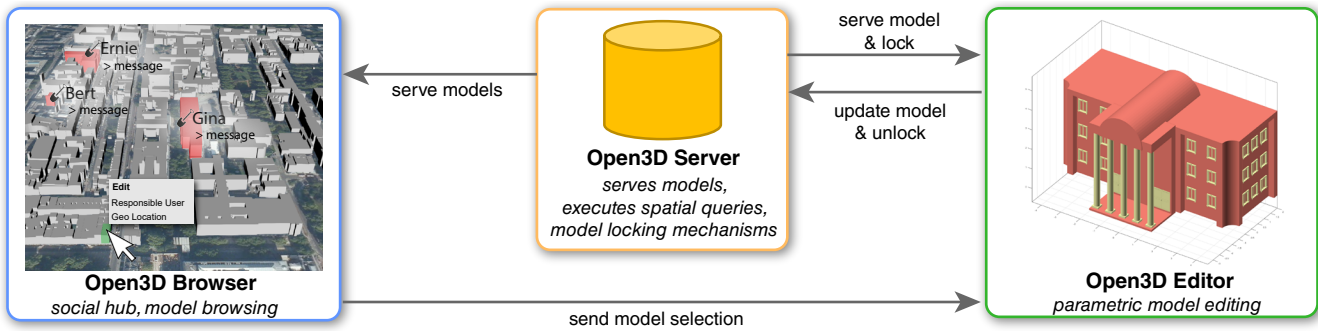 Ernie
> message
Bert
> message
Gina
> message
Edit
Responsible User
Geo Location
Open3D Browser
social hub, model browsing
serve models
Open3D Server
serves models,
executes spatial queries,
model locking mechanisms
serve model
& lock
update model
& unlock
Open3D Editor
parametric model editing
send model selection